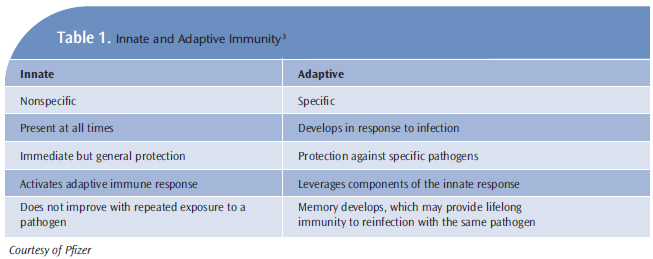 Table 1. Innate and Adaptive Immunity³
Innate Adaptive
Nonspecific Specific
Present at all times Develops in response to infection
Immediate but general protection Protection against specific pathogens
Activates adaptive immune response Leverages components of the innate response
Does not improve with repeated exposure to a Memory develops, which may provide lifelong
pathogen immunity to reinfection with the same pathogen
Courtesy of Pfizer